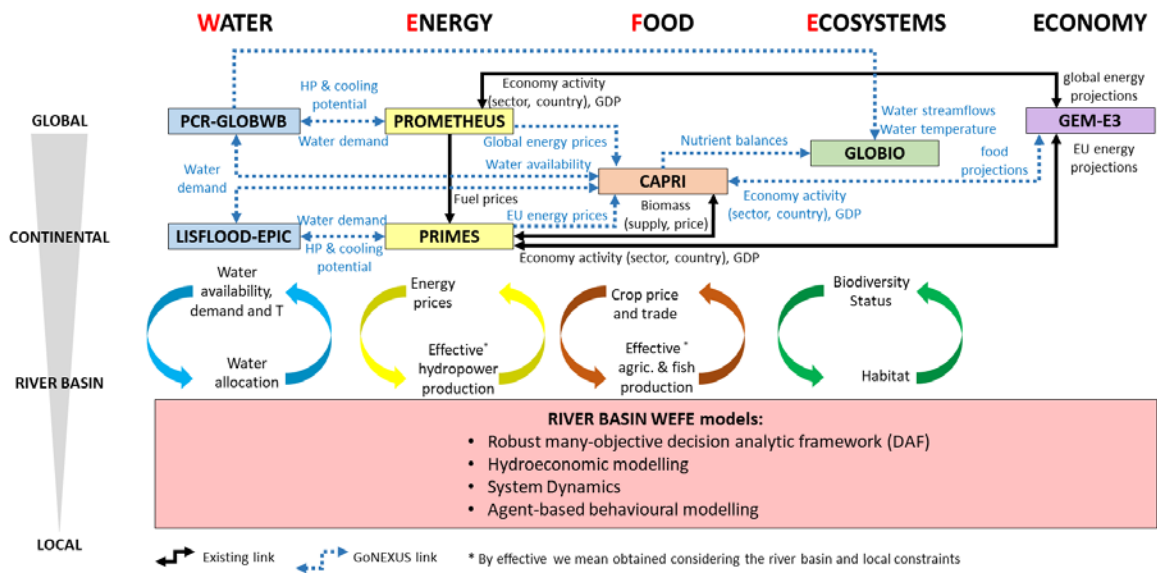 WATER
ENERGY
FOOD
ECOSYSTEMS
ECONOMY
GLOBAL
CONTINENTAL
RIVER BASIN
LOCAL
HP & cooling
potential
Economy activity
(sector, country), GDP
global energy
projections
Water streamflows
Water temperature
PCR-GLOBWB
PROMETHEUS
GEM-E3
Water demand
Global energy prices
Nutrient balances
GLOBIO
food
projections
EU energy
projections
Water availability
Water
demand
CAPRI
Fuel prices
Biomass
(supply, price)
Economy activity
(sector, country), GDP
Water demand
EU energy prices
LISFLOOD-EPIC
PRIMES
HP & cooling
potential
Economy activity (sector, country), GDP
Water
availability,
demand and T
Water
allocation
Energy
prices
Effective*
hydropower
production
Crop price
and trade
Effective *
agric. & fish
production
Biodiversity
Status
Habitat
RIVER BASIN WEFE models:
• Robust many-objective decision analytic framework (DAF)
• Hydroeconomic modelling
• System Dynamics
• Agent-based behavioural modelling
Existing link
GoNEXUS link
* By effective we mean obtained considering the river basin and local constraints